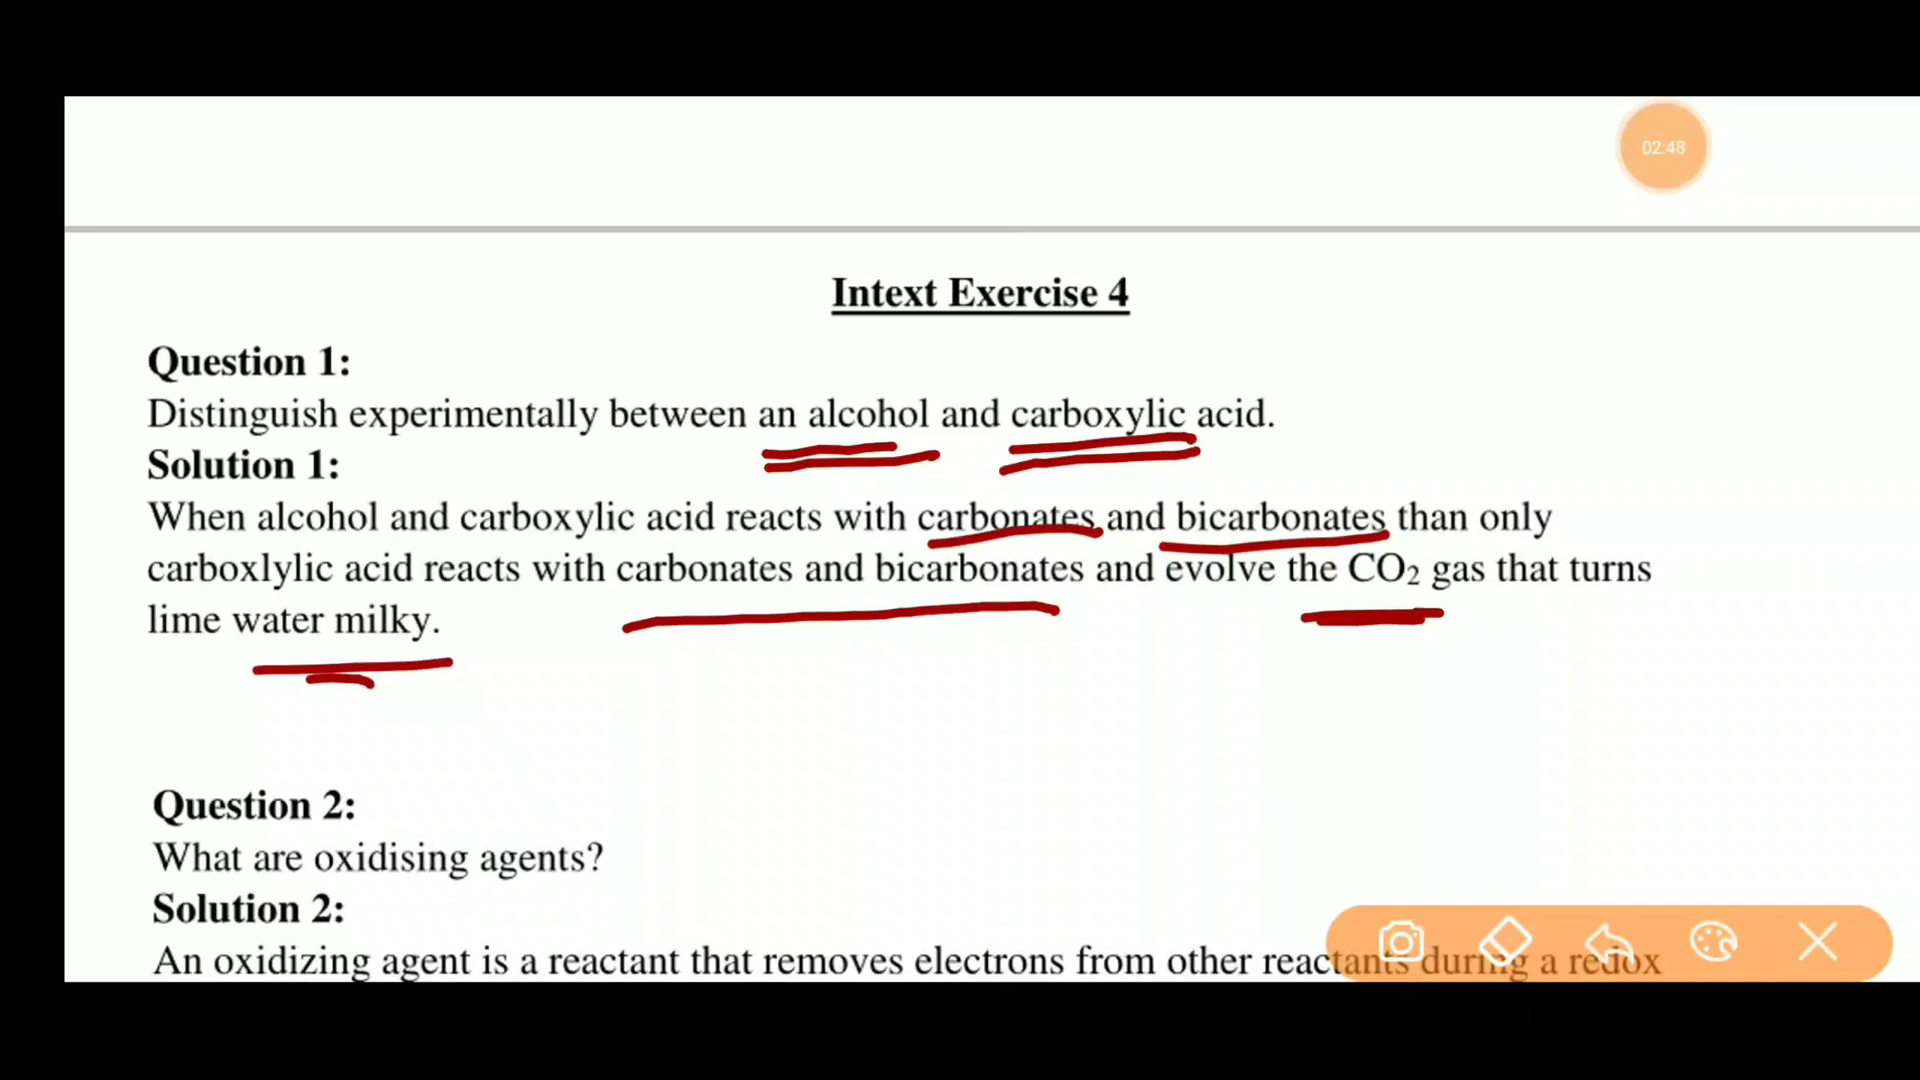 02:48
Intext Exercise 4
Question 1:
Distinguish experimentally between an alcohol and carboxylic acid.
Solution 1:
When alcohol and carboxylic acid reacts with carbonates and bicarbonates than only
carboxlylic acid reacts with carbonates and bicarbonates and evolve the CO₂ gas that turns
lime water milky.
Question 2:
What are oxidising agents?
Solution 2:
An oxidizing agent is a reactant that removes electrons from other reactants during a redox